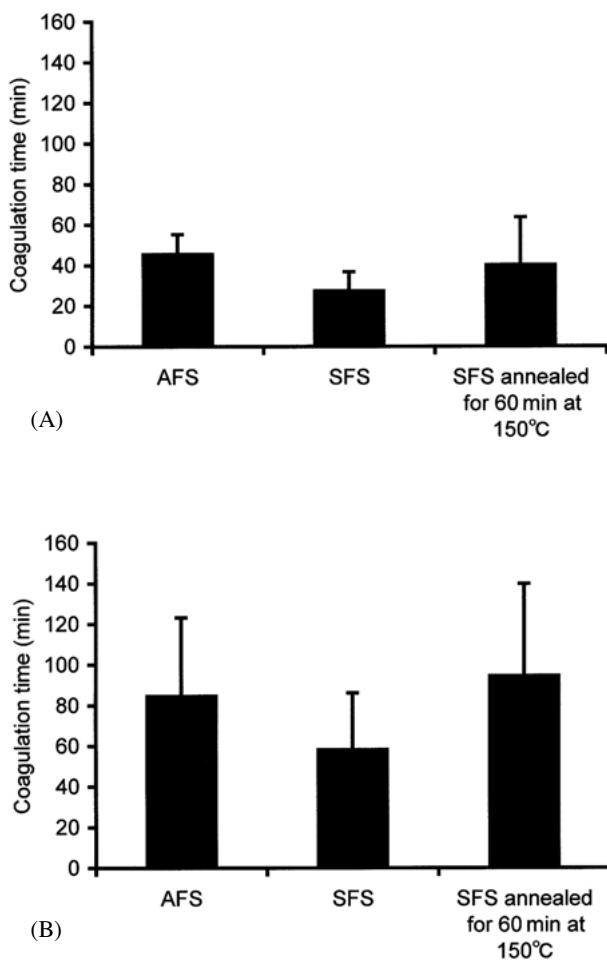 160
140
120
100
80
60
40
20
0
Coagulation time (min)
AFS
SFS
SFS annealed
for 60 min at
150°C
(A)
160
140
120
100
80
60
40
20
0
Coagulation time (min)
AFS
SFS
SFS annealed
for 60 min at
150°C
(B)